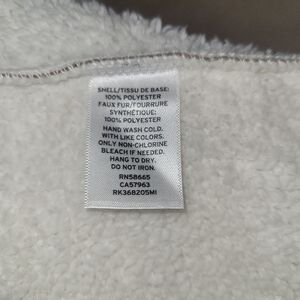 SHELL/TISSU DE BASE:
100% POLYESTER
FAUX FUR/FOURRURE
SYNTHÉTIQUE:
100% POLYESTER
HAND WASH COLD,
WITH LIKE COLORS.
ONLY NON-CHLORINE
BLEACH IF NEEDED.
HANG TO DRY.
DO NOT IRON.
RN58665
CA57963
RK368205MI